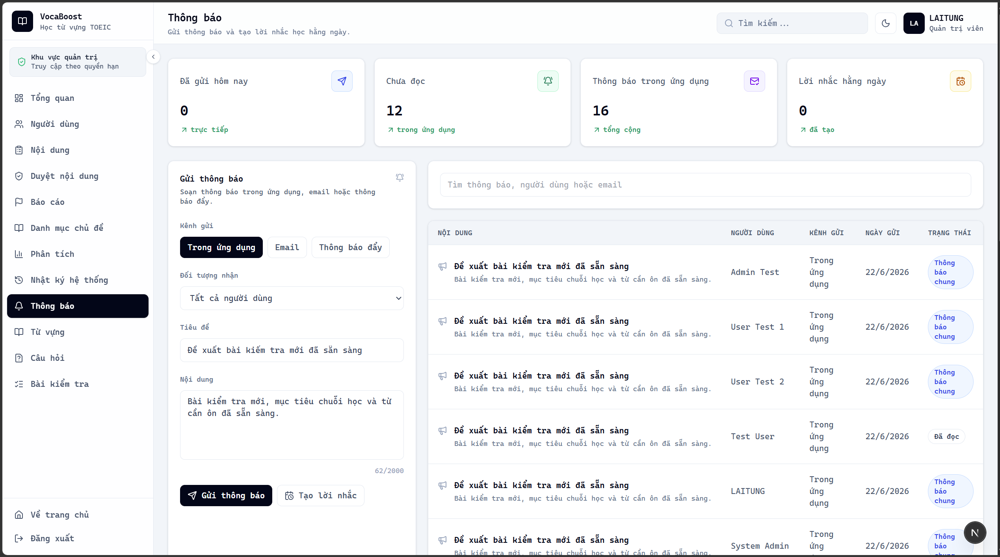 VocaBoost
Học từ vựng TOEIC
Khu vực quản trị
Truy cập theo quyền hạn
Tổng quan
Người dùng
Nội dung
Duyệt nội dung
Báo cáo
Danh mục chủ đề
Phân tích
Nhật ký hệ thống
Thông báo
Từ vựng
Câu hỏi
Bài kiểm tra
Về trang chủ
Đăng xuất
Thông báo
Gửi thông báo và tạo lời nhắc học hằng ngày.
Tìm kiếm...
LA
LAITUNG
Quản trị viên
Đã gửi hôm nay
0
trực tiếp
Chưa đọc
12
trong ứng dụng
Thông báo trong ứng dụng
16
tổng cộng
Lời nhắc hằng ngày
0
đã tạo
Gửi thông báo
Soạn thông báo trong ứng dụng, email hoặc thông
báo đẩy.
Kênh gửi
Trong ứng dụng
Email
Thông báo đẩy
Đối tượng nhận
Tất cả người dùng
Tiêu đề
Đề xuất bài kiểm tra mới đã sẵn sàng
Nội dung
Bài kiểm tra mới, mục tiêu chuỗi học và từ
cần ôn đã sẵn sàng.
62/2000
Gửi thông báo
Tạo lời nhắc
Tìm thông báo, người dùng hoặc email
NỘI DUNG NGƯỜI DÙNG KÊNH GỬI NGÀY GỬI TRẠNG THÁI
Đề xuất bài kiểm tra mới đã sẵn sàng
Bài kiểm tra mới, mục tiêu chuỗi học và từ cần ôn đã sẵn sàng.
Admin Test
Trong
ứng
dụng
22/6/2026
Thông
báo
chung
Đề xuất bài kiểm tra mới đã sẵn sàng
Bài kiểm tra mới, mục tiêu chuỗi học và từ cần ôn đã sẵn sàng.
User Test 1
Trong
ứng
dụng
22/6/2026
Thông
báo
chung
Đề xuất bài kiểm tra mới đã sẵn sàng
Bài kiểm tra mới, mục tiêu chuỗi học và từ cần ôn đã sẵn sàng.
User Test 2
Trong
ứng
dụng
22/6/2026
Thông
báo
chung
Đề xuất bài kiểm tra mới đã sẵn sàng
Bài kiểm tra mới, mục tiêu chuỗi học và từ cần ôn đã sẵn sàng.
Test User
Trong
ứng
dụng
22/6/2026
Đã đọc
Đề xuất bài kiểm tra mới đã sẵn sàng
Bài kiểm tra mới, mục tiêu chuỗi học và từ cần ôn đã sẵn sàng.
LAITUNG
Trong
ứng
dụng
22/6/2026
Thông
báo
chung
Đề xuất bài kiểm tra mới đã sẵn sàng
Bài kiểm tra mới, mục tiêu chuỗi học và từ cần ôn đã sẵn sàng.
System Admin
Trong
ứng
22/6/2026
Thông
báo
N